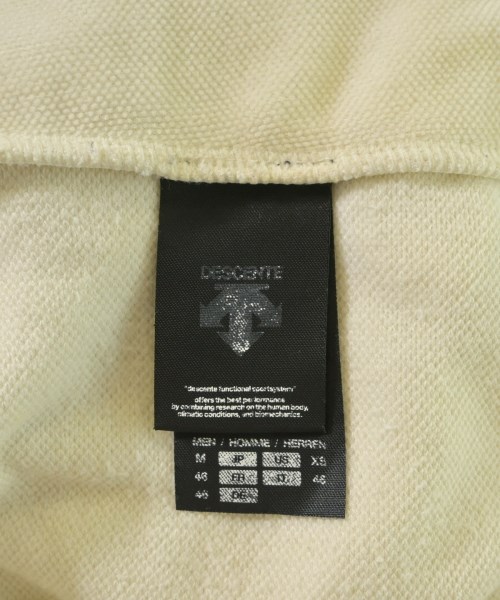 DESCENTE
"descente functional sportsystem"
offers the best performance
by combining research on the human body,
climatic conditions, and biomechanics.
MEN / HOMME / HERREN
M JP US XS
46 FR D 46
46 DE